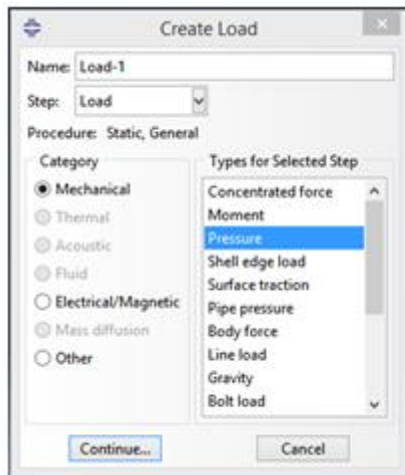 Create Load
Name: Load-1
Step: Load
Procedure: Static, General
Category
Mechanical
Thermal
Acoustic
Fluid
Electrical/Magnetic
Mass diffusion
Other
Types for Selected Step
Concentrated force
Moment
Pressure
Shell edge load
Surface traction
Pipe pressure
Body force
Line load
Gravity
Bolt load
Continue...
Cancel